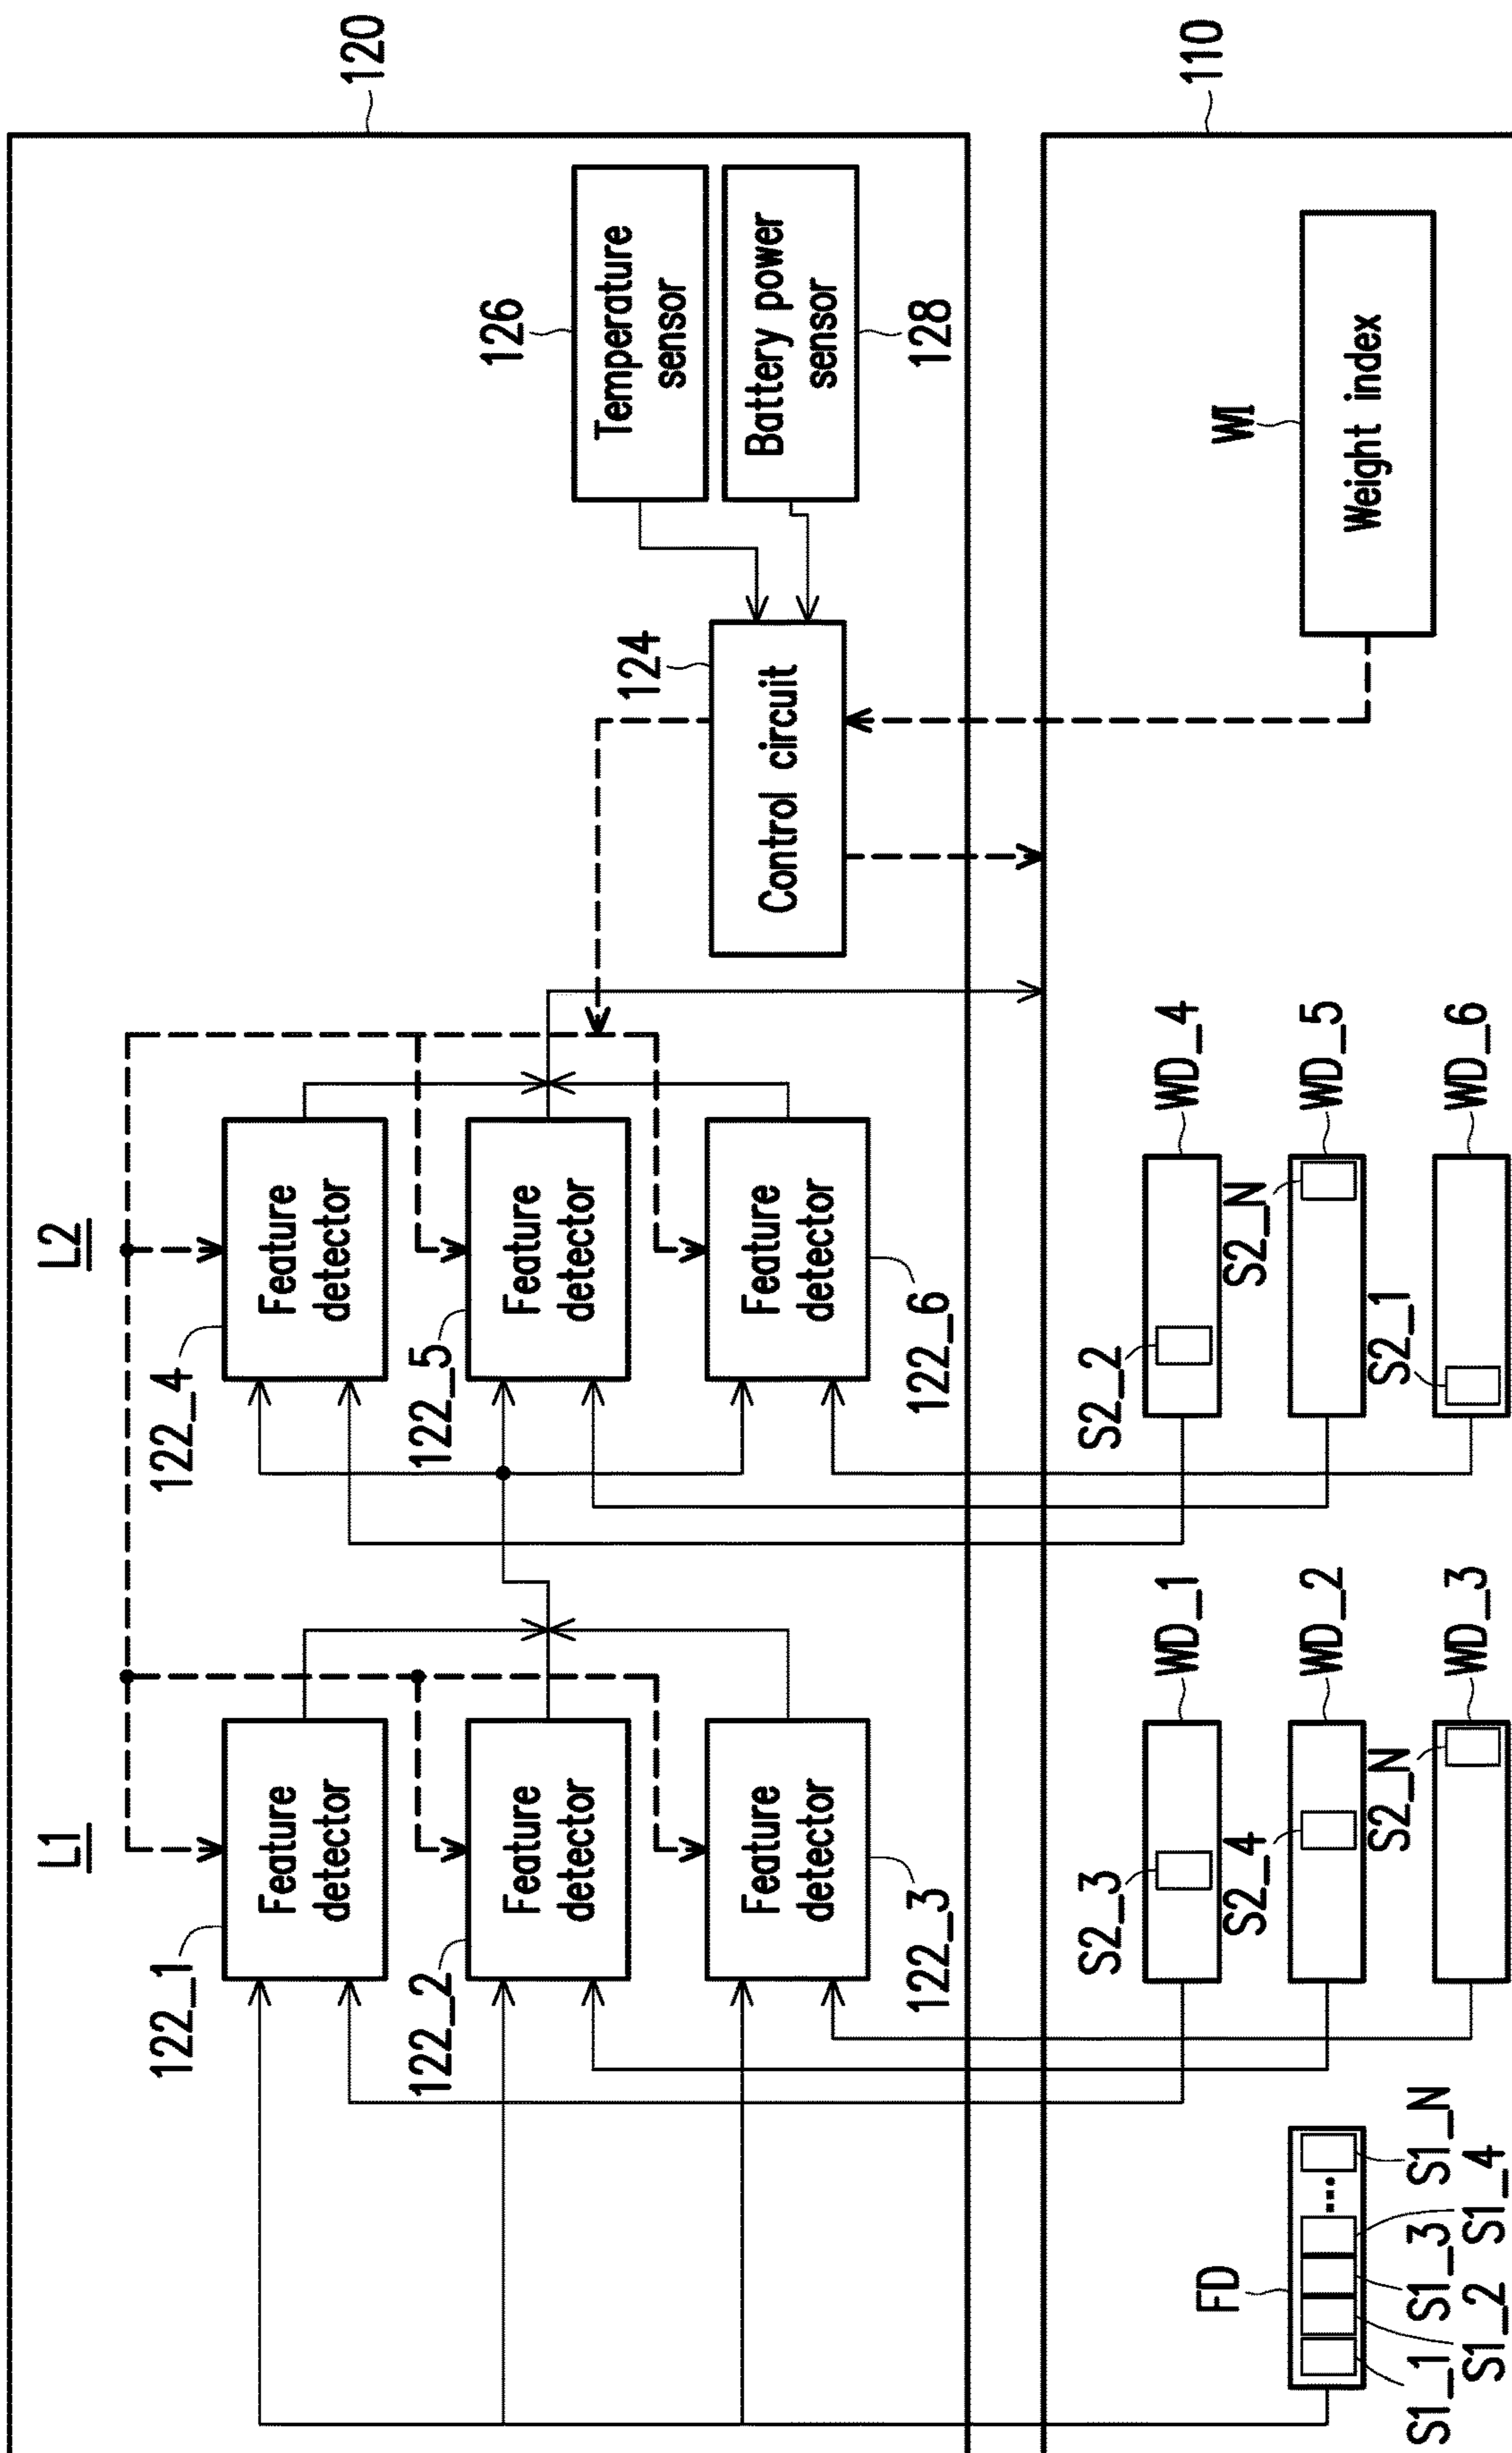 120
L1
L2
122_1
Feature
detector
122_4
Feature
detector
122_2
Feature
detector
122_5
Feature
detector
122_3
Feature
detector
122_6
Feature
detector
124
Control circuit
126
Temperature
sensor
Battery power
sensor
128
110
FD
S1_1
S1_2
S1_3
S1_4
S1_N
...
S2_3
WD_1
S2_4
WD_2
S2_N
WD_3
S2_2
WD_4
S2_N
WD_5
S2_1
WD_6
WI
Weight index